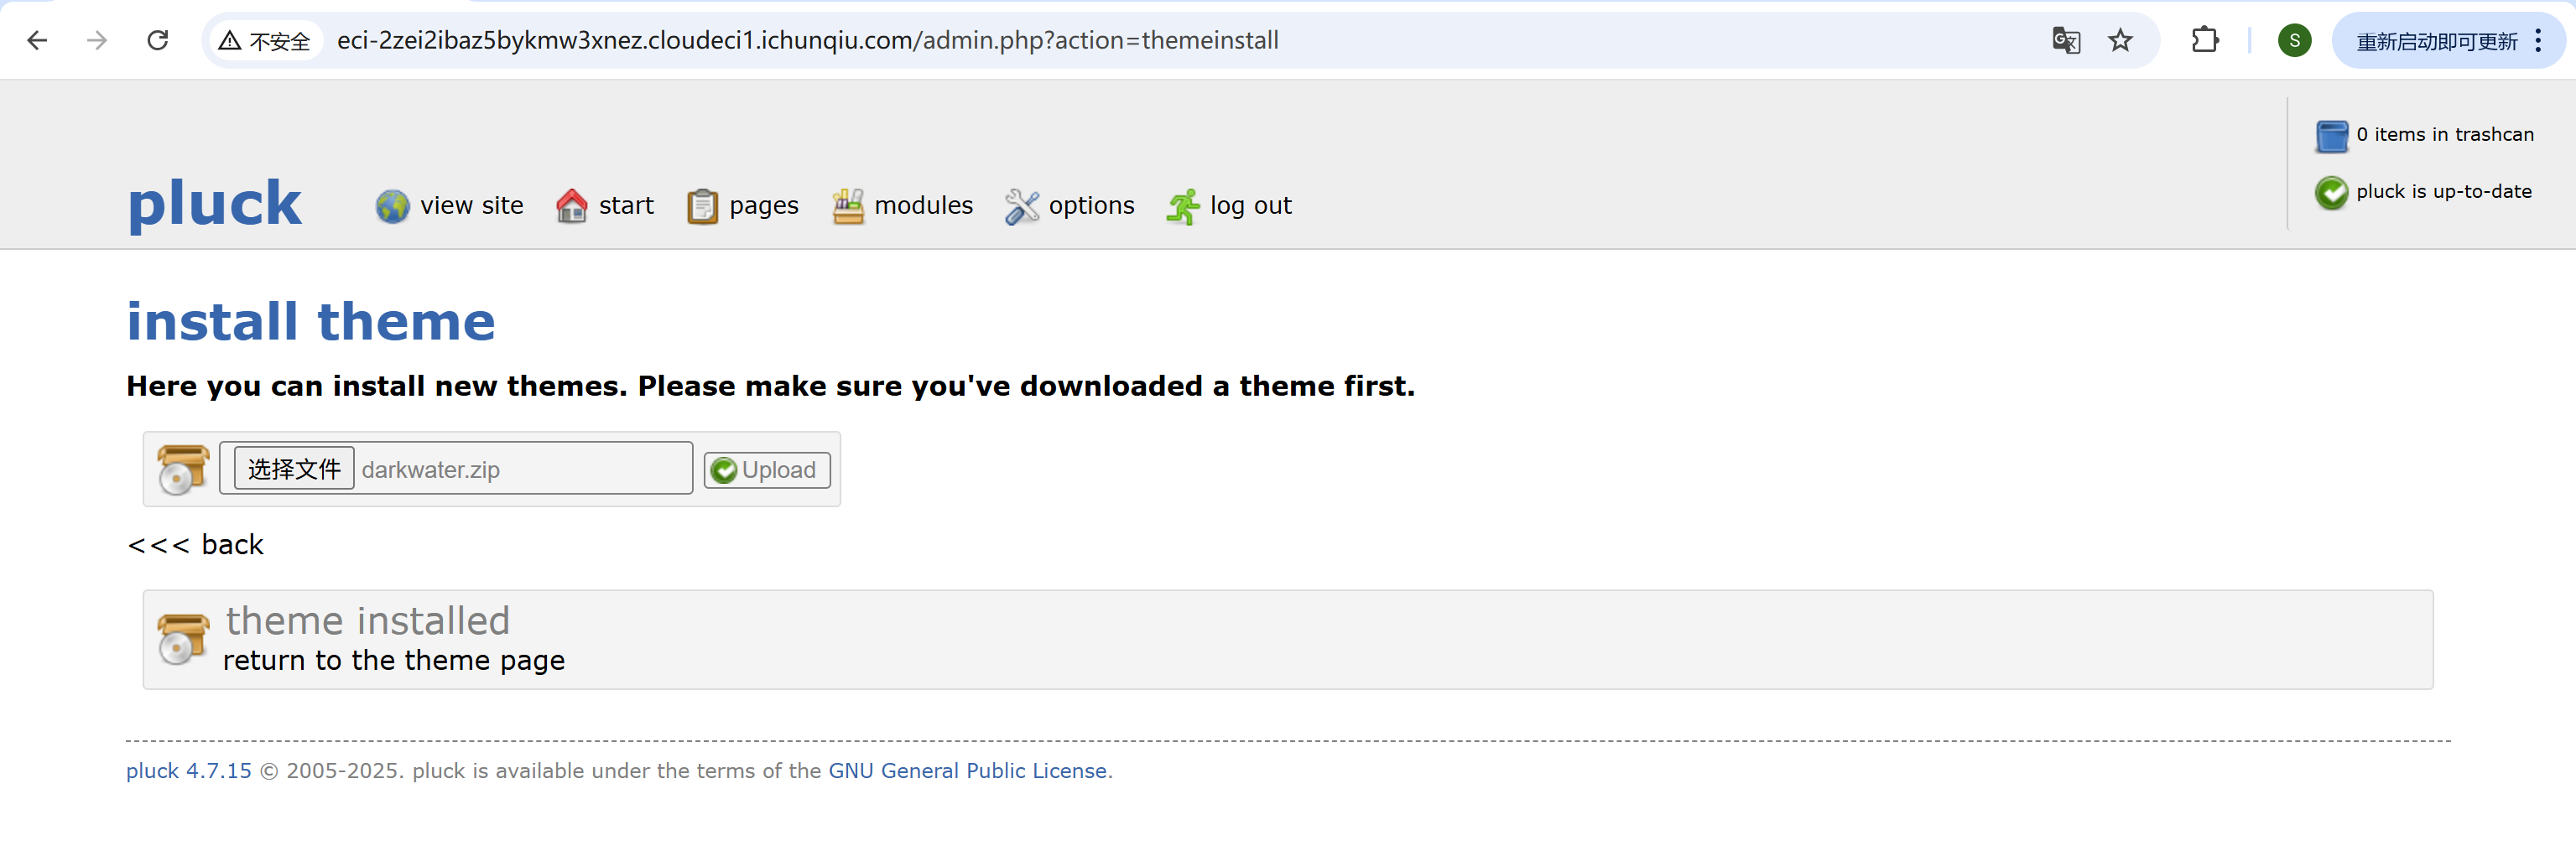 不安全 eci-2zei2ibaz5bykmw3xnez.cloudeci1.ichunqiu.com/admin.php?action=themeinstall S 重新启动即可更新
0 items in trashcan
pluck is up-to-date
pluck view site start pages modules options log out
install theme
Here you can install new themes. Please make sure you've downloaded a theme first.
选择文件 darkwater.zip Upload
<<< back
theme installed
return to the theme page
pluck 4.7.15 © 2005-2025. pluck is available under the terms of the GNU General Public License.